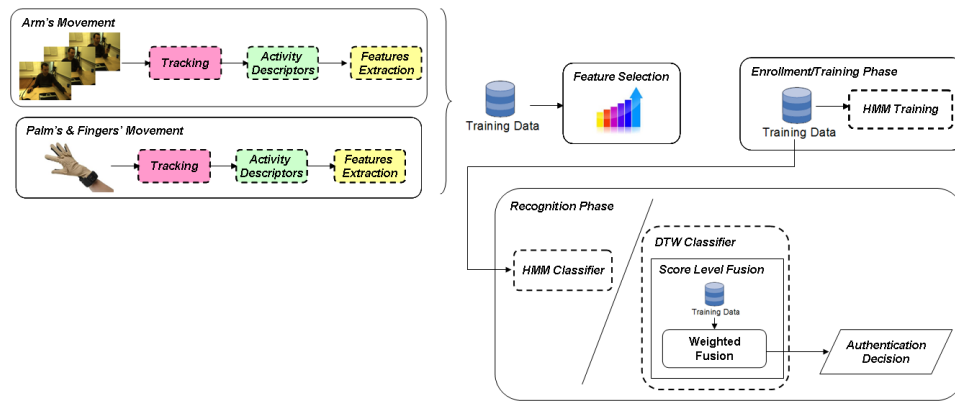 Arm's Movement
Tracking
Activity
Descriptors
Features
Extraction
Palm's & Fingers' Movement
Tracking
Activity
Descriptors
Features
Extraction
Training Data
Feature Selection
Enrollment/Training Phase
Training Data
HMM Training
Recognition Phase
HMM Classifier
DTW Classifier
Score Level Fusion
Training Data
Weighted
Fusion
Authentication
Decision